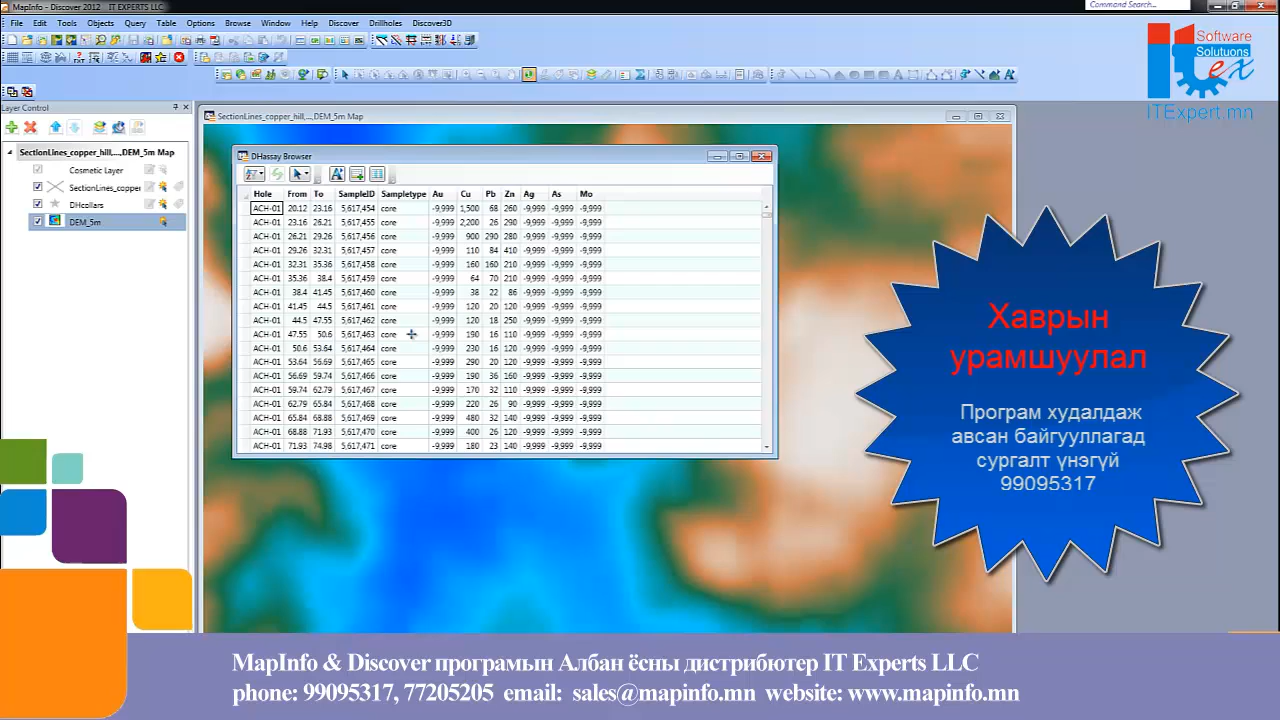 MapInfo - Discover 2012 IT EXPERTS LLC
Command Search...
File Edit Tools Objects Query Table Options Browse Window Help Discover Drillholes Discover3D
Layer Control
SectionLines_copper_hill,...,DEM_5m Map
Cosmetic Layer
SectionLines_copper
DHcollars
DEM_5m
SectionLines_copper_hill,...,DEM_5m Map
DHassay Browser
Hole From To SampleID Sampletype Au Cu Pb Zn Ag As Mo
ACH-01 20.12 23.16 5,617,454 core -9,999 1,500 68 260 -9,999 -9,999 -9,999
ACH-01 23.16 26.21 5,617,455 core -9,999 2,200 28 210 -9,999 -9,999 -9,999
ACH-01 26.21 29.26 5,617,456 core -9,999 900 290 280 -9,999 -9,999 -9,999
ACH-01 29.26 32.31 5,617,457 core -9,999 110 84 410 -9,999 -9,999 -9,999
ACH-01 32.31 35.36 5,617,458 core -9,999 160 160 210 -9,999 -9,999 -9,999
ACH-01 35.36 38.4 5,617,459 core -9,999 64 70 210 -9,999 -9,999 -9,999
ACH-01 38.4 41.45 5,617,460 core -9,999 38 22 86 -9,999 -9,999 -9,999
ACH-01 41.45 44.5 5,617,461 core -9,999 120 20 120 -9,999 -9,999 -9,999
ACH-01 44.5 47.55 5,617,462 core -9,999 120 18 250 -9,999 -9,999 -9,999
ACH-01 47.55 50.6 5,617,463 core -9,999 190 16 110 -9,999 -9,999 -9,999
ACH-01 50.6 53.64 5,617,464 core -9,999 230 16 120 -9,999 -9,999 -9,999
ACH-01 53.64 56.69 5,617,465 core -9,999 290 20 120 -9,999 -9,999 -9,999
ACH-01 56.69 59.74 5,617,466 core -9,999 190 36 160 -9,999 -9,999 -9,999
ACH-01 59.74 62.79 5,617,467 core -9,999 170 32 110 -9,999 -9,999 -9,999
ACH-01 62.79 65.84 5,617,468 core -9,999 220 26 90 -9,999 -9,999 -9,999
ACH-01 65.84 68.88 5,617,469 core -9,999 480 32 140 -9,999 -9,999 -9,999
ACH-01 68.88 71.93 5,617,470 core -9,999 400 26 120 -9,999 -9,999 -9,999
ACH-01 71.93 74.98 5,617,471 core -9,999 180 23 140 -9,999 -9,999 -9,999
Software
Solutuons
ex
ITExpert.mn
Хаврын
урамшуулал
Програм худалдаж
авсан байгууллагад
сургалт үнэгүй
99095317
MapInfo & Discover програмын Албан ёсны дистрибютер IT Experts LLC
phone: 99095317, 77205205 email: sales@mapinfo.mn website: www.mapinfo.mn